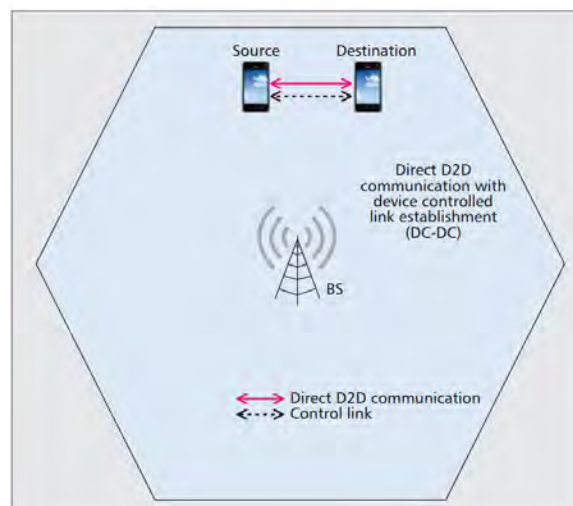 Source
Destination
Direct D2D
communication with
device controlled
link establishment
(DC-DC)
BS
Direct D2D communication
Control link